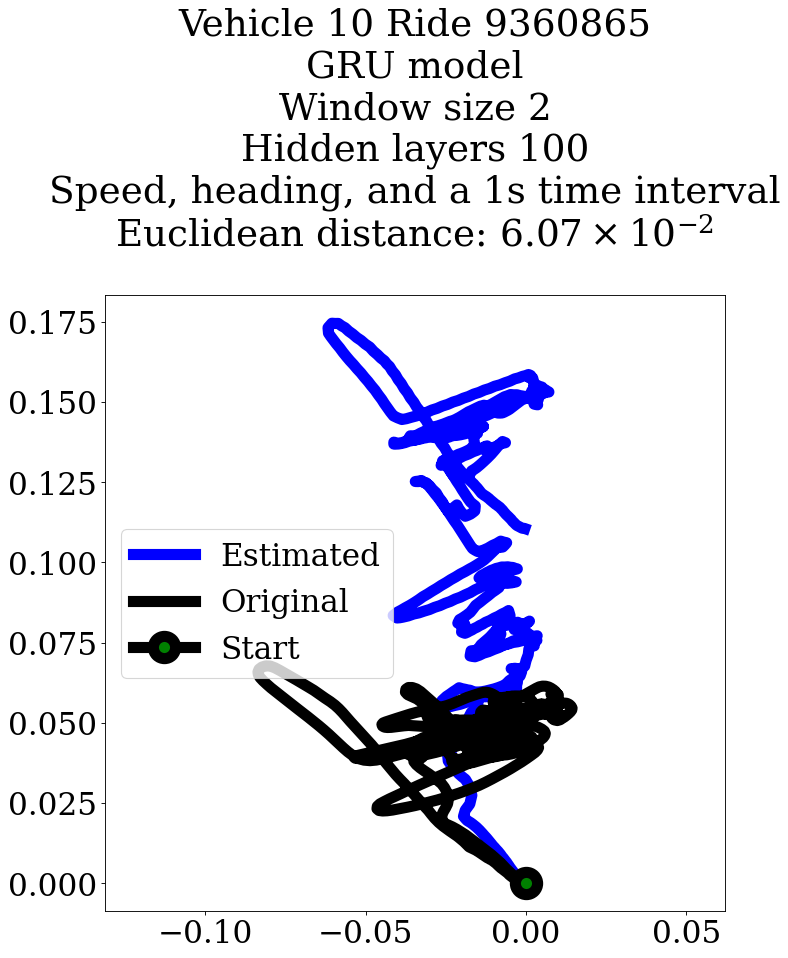 Vehicle 10 Ride 9360865
GRU model
Window size 2
Hidden layers 100
Speed, heading, and a 1s time interval
Euclidean distance: 6.07 × 10⁻²
0.175
0.150
0.125
0.100
0.075
0.050
0.025
0.000
Estimated
Original
Start
−0.10 −0.05 0.00 0.05